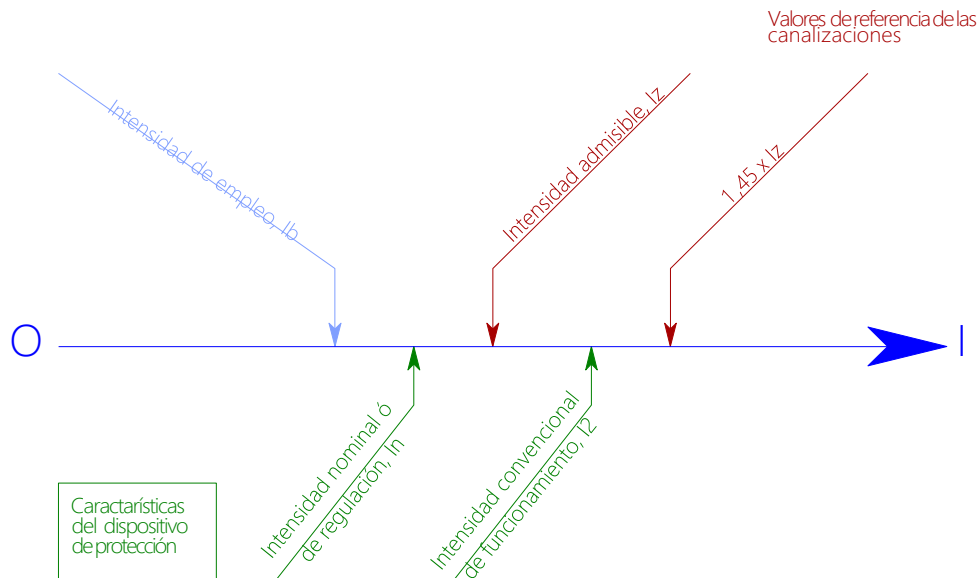 Valores de referencia de las
canalizaciones
Intensidad de empleo, Ib
Intensidad admisible, Iz
1,45 x Iz
O
I
Intensidad nominal ó
de regulación, In
Intensidad convencional
de funcionamiento, I2
Caractarísticas
del dispositivo
de protección